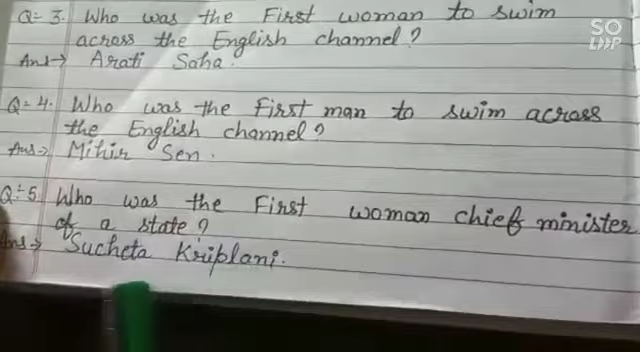 Q÷ 3. Who was the First woman to swim
across the English channel?
Ans→ Arati Saha.
Q÷ 4. Who was the First man to swim across
the English channel?
Ans→ Mihir Sen.
Q÷ 5. Who was the First woman chief minister
of a state?
Ans→ Sucheta Kriplani.
SO
LOOP